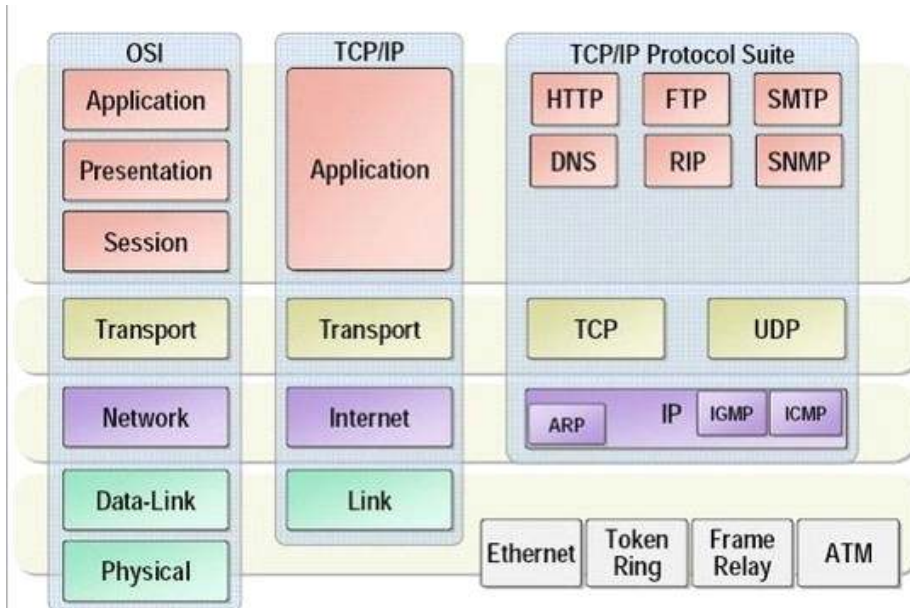 OSI
TCP/IP
TCP/IP Protocol Suite
Application
Presentation
Session
Application
HTTP
FTP
SMTP
DNS
RIP
SNMP
Transport
Transport
TCP
UDP
Network
Internet
ARP
IP
IGMP
ICMP
Data-Link
Link
Physical
Ethernet
Token
Ring
Frame
Relay
ATM